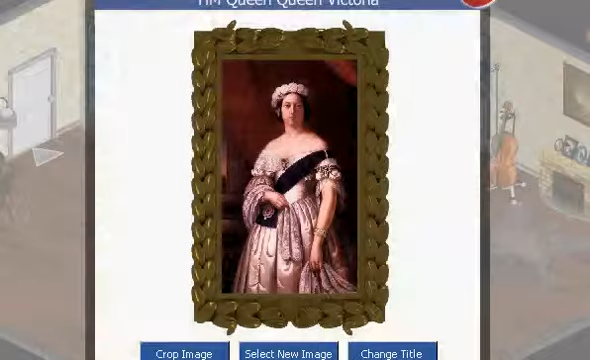 HM Queen Queen Victoria
Crop Image
Select New Image
Change Title